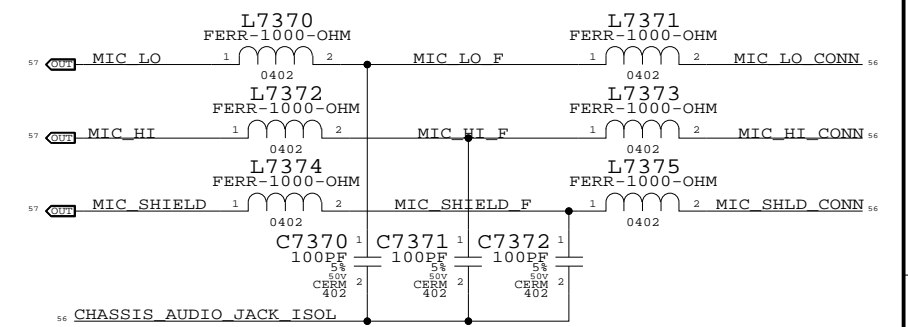 L7370
FERR-1000-OHM
L7371
FERR-1000-OHM
57 OUT MIC_LO 1 2 MIC_LO_F 1 2 MIC_LO_CONN 56
0402
0402
L7372
FERR-1000-OHM
L7373
FERR-1000-OHM
57 OUT MIC_HI 1 2 MIC_HI_F 1 2 MIC_HI_CONN 56
0402
0402
L7374
FERR-1000-OHM
L7375
FERR-1000-OHM
57 OUT MIC_SHIELD 1 2 MIC_SHIELD_F 1 2 MIC_SHLD_CONN 56
0402
0402
C7370 1
100PF
5%
50V
CERM 2
402
C7371 1
100PF
5%
50V
CERM 2
402
C7372 1
100PF
5%
50V
CERM 2
402
56 CHASSIS_AUDIO_JACK_ISOL